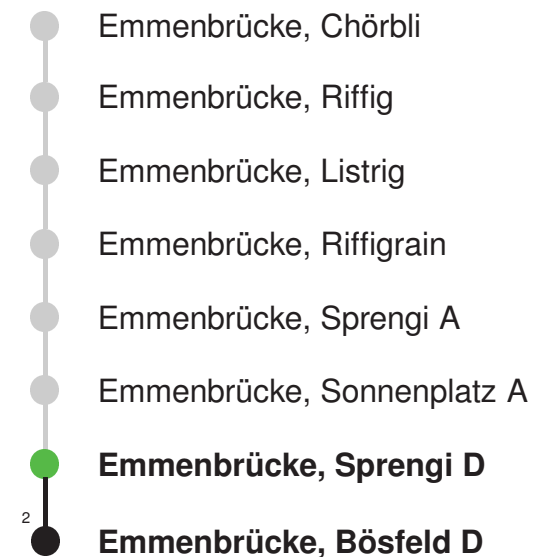 Emmenbrücke, Chörbli
Emmenbrücke, Riffig
Emmenbrücke, Listrig
Emmenbrücke, Riffigrain
Emmenbrücke, Sprengi A
Emmenbrücke, Sonnenplatz A
Emmenbrücke, Sprengi D
2
Emmenbrücke, Bösfeld D